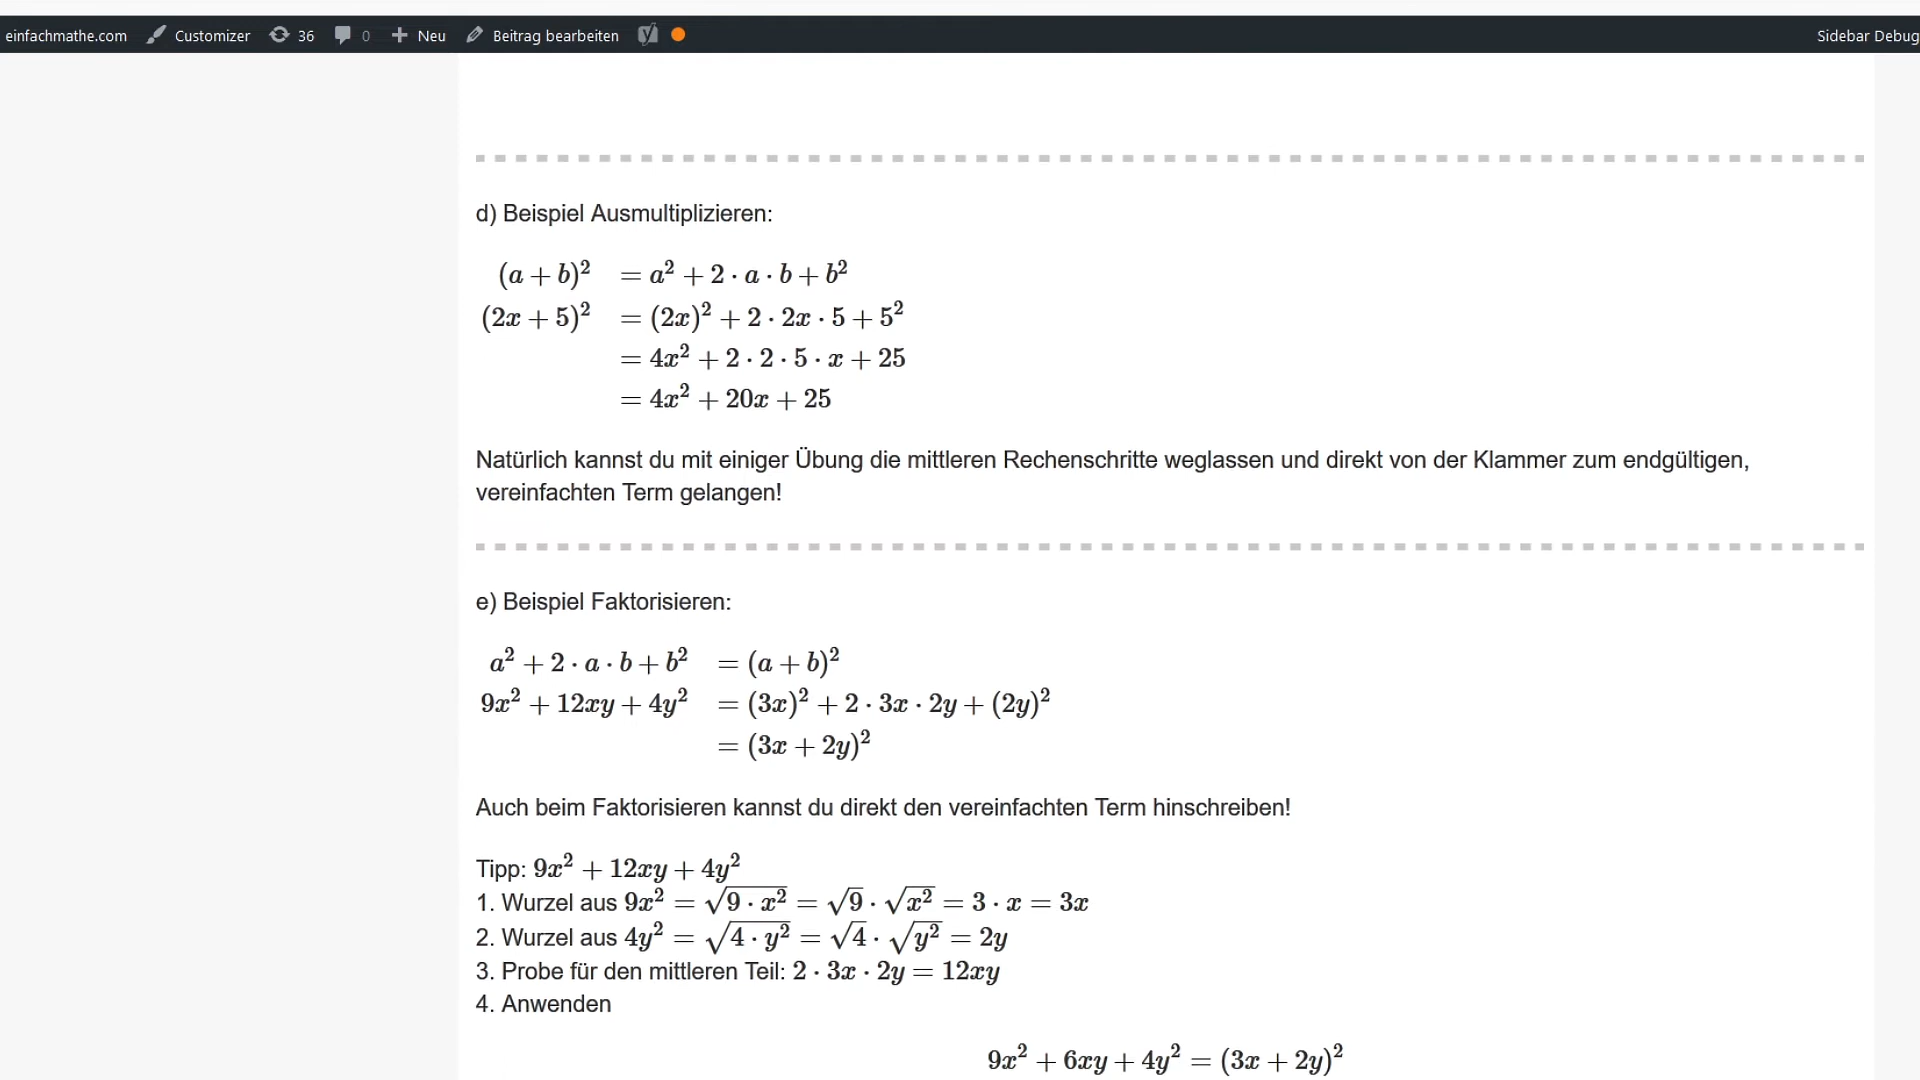 einfachmathe.com Customizer 36 0 Neu Beitrag bearbeiten Sidebar Debug
d) Beispiel Ausmultiplizieren:
(a + b)² = a² + 2 · a · b + b²
(2x + 5)² = (2x)² + 2 · 2x · 5 + 5²
= 4x² + 2 · 2 · 5 · x + 25
= 4x² + 20x + 25
Natürlich kannst du mit einiger Übung die mittleren Rechenschritte weglassen und direkt von der Klammer zum endgültigen,
vereinfachten Term gelangen!
e) Beispiel Faktorisieren:
a² + 2 · a · b + b² = (a + b)²
9x² + 12xy + 4y² = (3x)² + 2 · 3x · 2y + (2y)²
= (3x + 2y)²
Auch beim Faktorisieren kannst du direkt den vereinfachten Term hinschreiben!
Tipp: 9x² + 12xy + 4y²
1. Wurzel aus 9x² = √(9 · x²) = √9 · √x² = 3 · x = 3x
2. Wurzel aus 4y² = √(4 · y²) = √4 · √y² = 2y
3. Probe für den mittleren Teil: 2 · 3x · 2y = 12xy
4. Anwenden
9x² + 6xy + 4y² = (3x + 2y)²